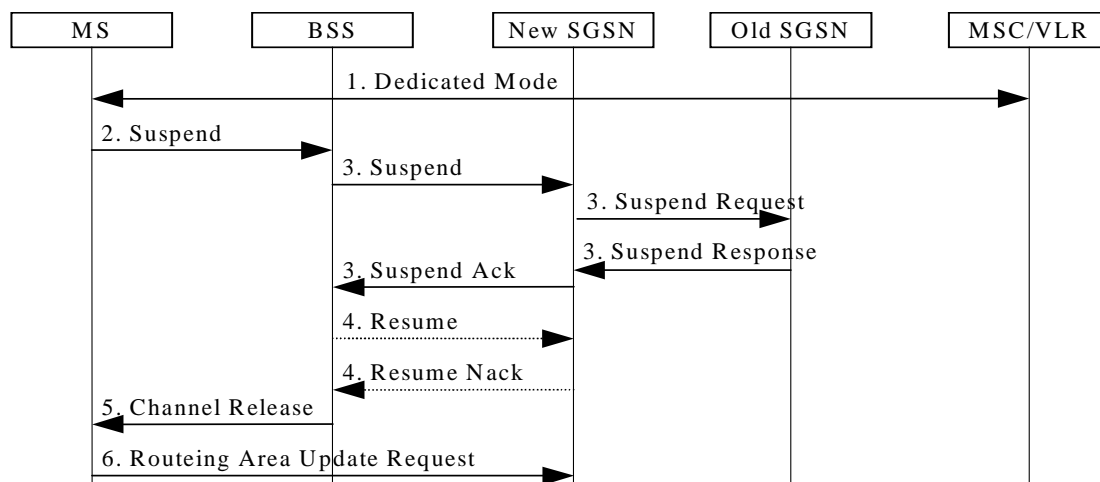 MS
BSS
New SGSN
Old SGSN
MSC/VLR
1. Dedicated Mode
2. Suspend
3. Suspend
3. Suspend Request
3. Suspend Response
3. Suspend Ack
4. Resume
4. Resume Nack
5. Channel Release
6. Routeing Area Update Request